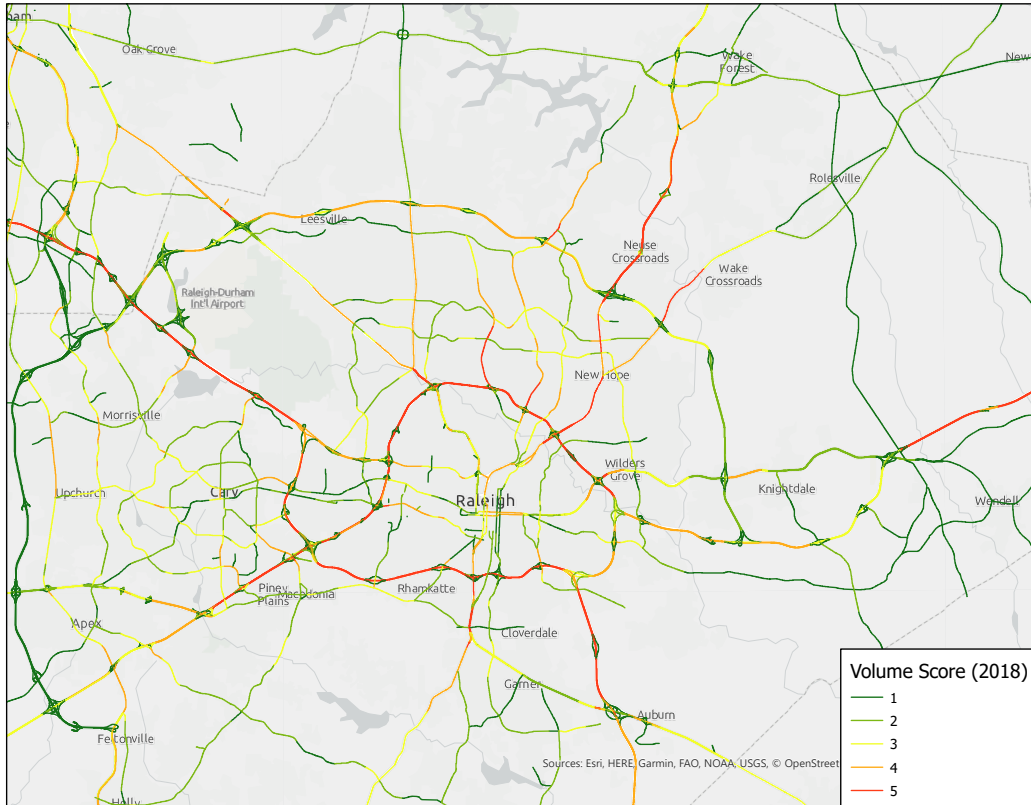 ham
Oak Grove
Wake
Forest
New
Rolesville
Leesville
Neuse
Crossroads
Wake
Crossroads
Raleigh-Durham
Int'l Airport
New Hope
Morrisville
Wilders
Grove
Upchurch
Cary
Knightdale
Raleigh
Wendell
Piney
Plains
Macedonia
Rhamkatte
Apex
Cloverdale
Garner
Auburn
Feltonville
Holly
Sources: Esri, HERE, Garmin, FAO, NOAA, USGS, © OpenStreet
Volume Score (2018)
1
2
3
4
5